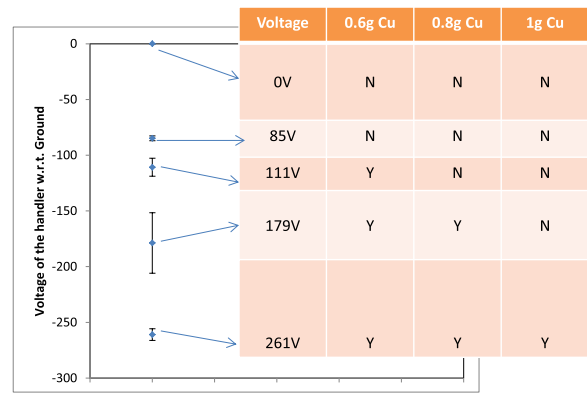 Voltage 0.6g Cu 0.8g Cu 1g Cu
0V N N N
85V N N N
111V Y N N
179V Y Y N
261V Y Y Y
Voltage of the handler w.r.t. Ground
0
-50
-100
-150
-200
-250
-300